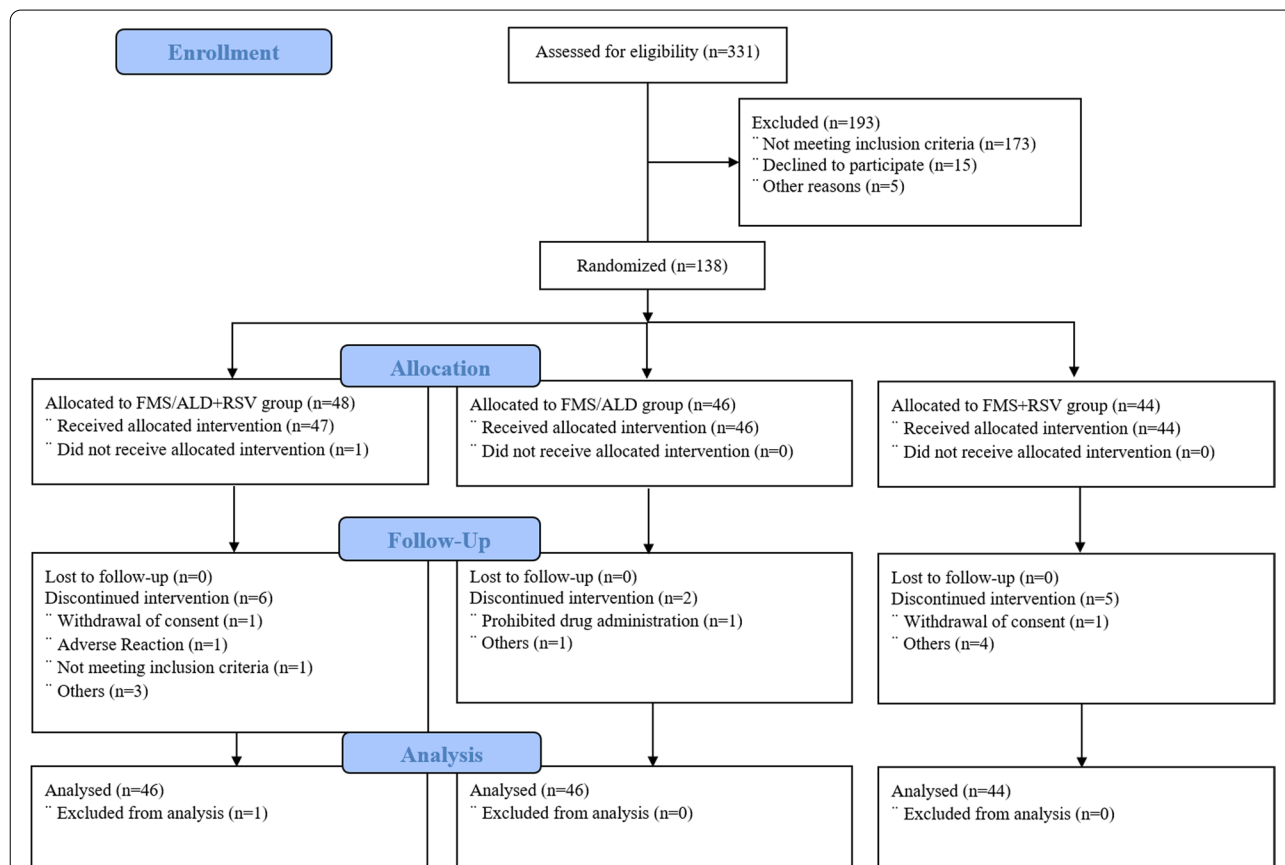 Enrollment
Assessed for eligibility (n=331)
Excluded (n=193)
¨ Not meeting inclusion criteria (n=173)
¨ Declined to participate (n=15)
¨ Other reasons (n=5)
Randomized (n=138)
Allocation
Allocated to FMS/ALD+RSV group (n=48)
¨ Received allocated intervention (n=47)
¨ Did not receive allocated intervention (n=1)
Allocated to FMS/ALD group (n=46)
¨ Received allocated intervention (n=46)
¨ Did not receive allocated intervention (n=0)
Allocated to FMS+RSV group (n=44)
¨ Received allocated intervention (n=44)
¨ Did not receive allocated intervention (n=0)
Follow-Up
Lost to follow-up (n=0)
Discontinued intervention (n=6)
¨ Withdrawal of consent (n=1)
¨ Adverse Reaction (n=1)
¨ Not meeting inclusion criteria (n=1)
¨ Others (n=3)
Lost to follow-up (n=0)
Discontinued intervention (n=2)
¨ Prohibited drug administration (n=1)
¨ Others (n=1)
Lost to follow-up (n=0)
Discontinued intervention (n=5)
¨ Withdrawal of consent (n=1)
¨ Others (n=4)
Analysis
Analysed (n=46)
¨ Excluded from analysis (n=1)
Analysed (n=46)
¨ Excluded from analysis (n=0)
Analysed (n=44)
¨ Excluded from analysis (n=0)